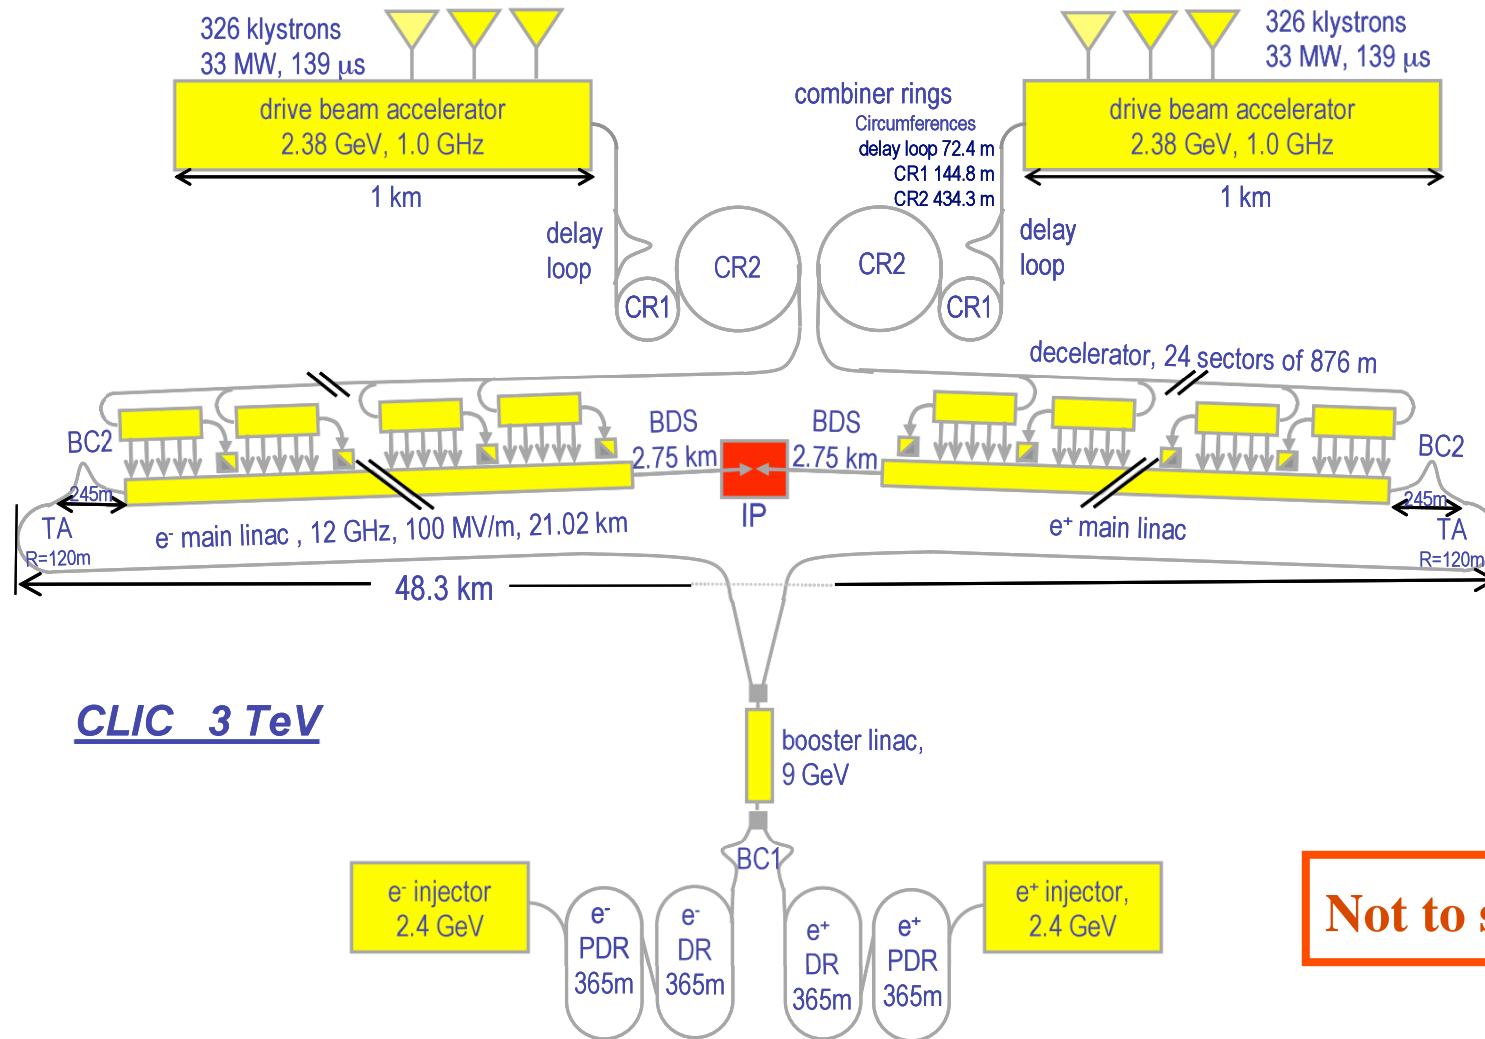 326 klystrons
33 MW, 139 μs
drive beam accelerator
2.38 GeV, 1.0 GHz
1 km
combiner rings
Circumferences
delay loop 72.4 m
CR1 144.8 m
CR2 434.3 m
326 klystrons
33 MW, 139 μs
drive beam accelerator
2.38 GeV, 1.0 GHz
1 km
delay
loop
CR1
CR2
CR2
CR1
delay
loop
decelerator, 24 sectors of 876 m
BC2
245m
TA
R=120m
e- main linac , 12 GHz, 100 MV/m, 21.02 km
BDS
2.75 km
IP
BDS
2.75 km
e+ main linac
BC2
245m
TA
R=120m
48.3 km
CLIC 3 TeV
booster linac,
9 GeV
BC1
e- injector
2.4 GeV
e-
PDR
365m
e-
DR
365m
e+
DR
365m
e+
PDR
365m
e+ injector,
2.4 GeV
Not to